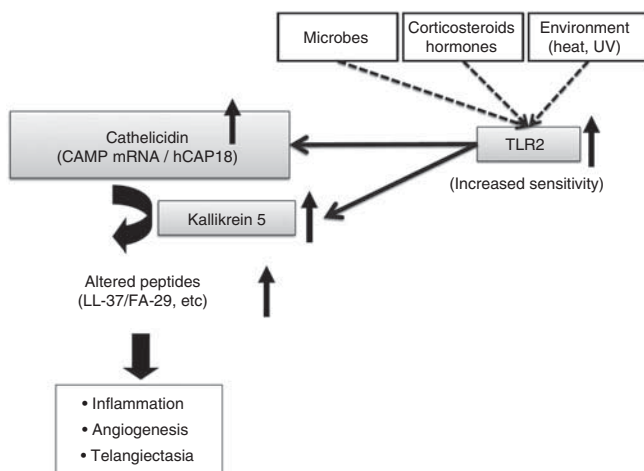 Microbes
Corticosteroids
hormones
Environment
(heat, UV)
Cathelicidin
(CAMP mRNA / hCAP18)
TLR2
(Increased sensitivity)
Kallikrein 5
Altered peptides
(LL-37/FA-29, etc)
• Inflammation
• Angiogenesis
• Telangiectasia